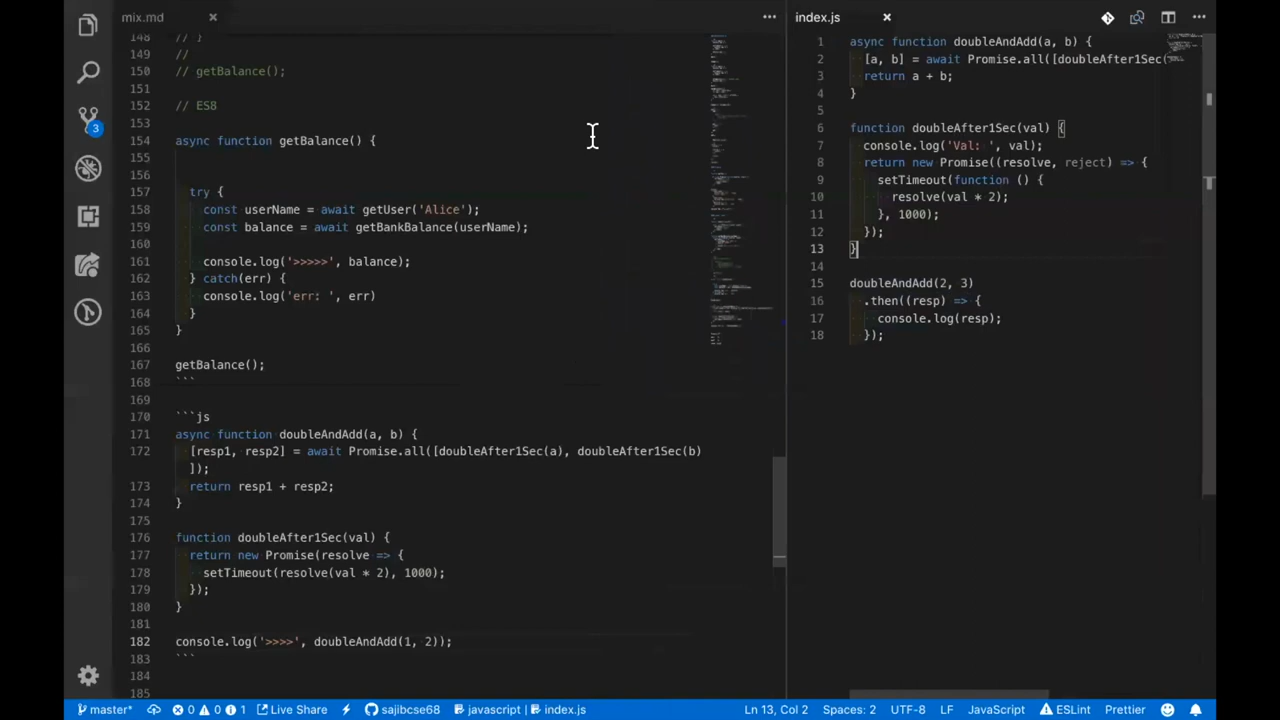 mix.md
148 // }
149 //
150 // getBalance();
151
152 // ES8
153
154 async function getBalance() {
155
156
157 try {
158 const userName = await getUser('Alice');
159 const balance = await getBankBalance(userName);
160
161 console.log('>>>>>', balance);
162 } catch(err) {
163 console.log('err: ', err)
164 }
165 }
166
167 getBalance();
168 ```
169
170 ```js
171 async function doubleAndAdd(a, b) {
172 [resp1, resp2] = await Promise.all([doubleAfter1Sec(a), doubleAfter1Sec(b)
]);
173 return resp1 + resp2;
174 }
175
176 function doubleAfter1Sec(val) {
177 return new Promise(resolve => {
178 setTimeout(resolve(val * 2), 1000);
179 });
180 }
181
182 console.log('>>>>', doubleAndAdd(1, 2));
183 ```
184
185
index.js
1 async function doubleAndAdd(a, b) {
2 [a, b] = await Promise.all([doubleAfter1Sec(
3 return a + b;
4 }
5
6 function doubleAfter1Sec(val) {
7 console.log('Val: ', val);
8 return new Promise((resolve, reject) => {
9 setTimeout(function () {
10 resolve(val * 2);
11 }, 1000);
12 });
13 }
14
15 doubleAndAdd(2, 3)
16 .then((resp) => {
17 console.log(resp);
18 });
3
master* 0 0 1 Live Share sajibcse68 javascript | index.js Ln 13, Col 2 Spaces: 2 UTF-8 LF JavaScript ESLint Prettier